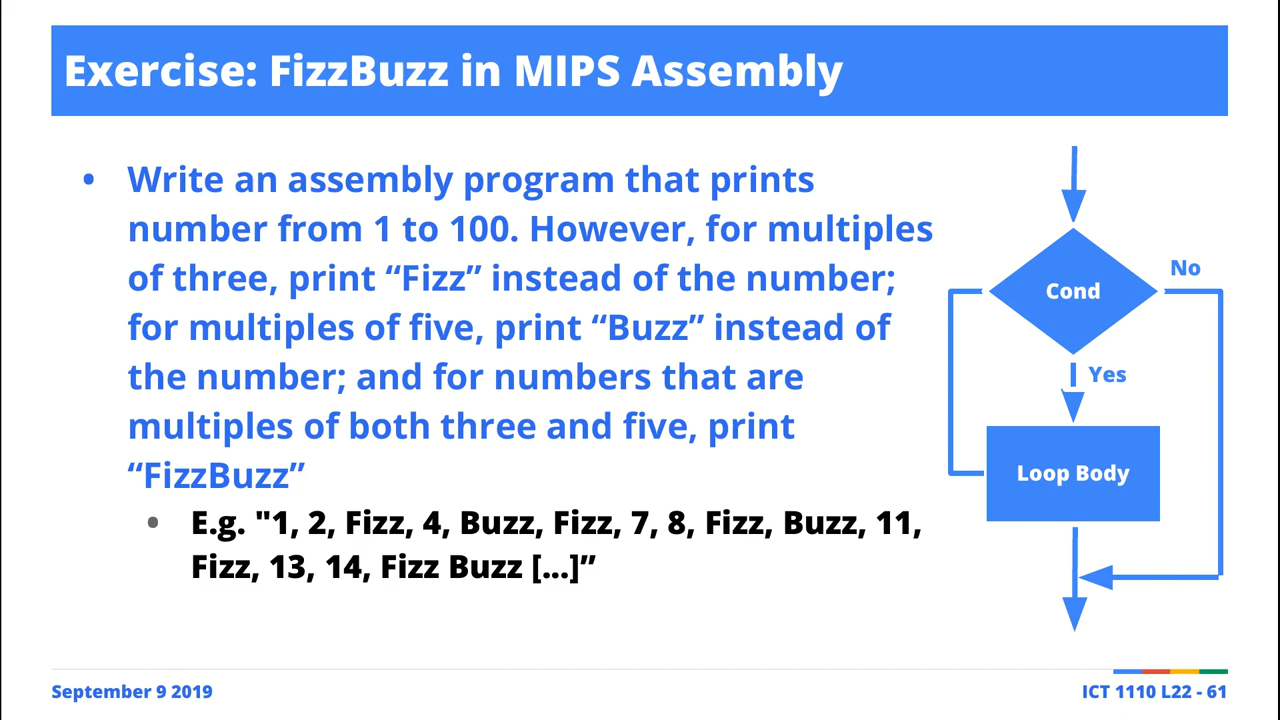 Exercise: FizzBuzz in MIPS Assembly
• Write an assembly program that prints
number from 1 to 100. However, for multiples
of three, print “Fizz” instead of the number;
for multiples of five, print “Buzz” instead of
the number; and for numbers that are
multiples of both three and five, print
“FizzBuzz”
• E.g. "1, 2, Fizz, 4, Buzz, Fizz, 7, 8, Fizz, Buzz, 11,
Fizz, 13, 14, Fizz Buzz [...]”
No
Cond
Yes
Loop Body
September 9 2019
ICT 1110 L22 - 61